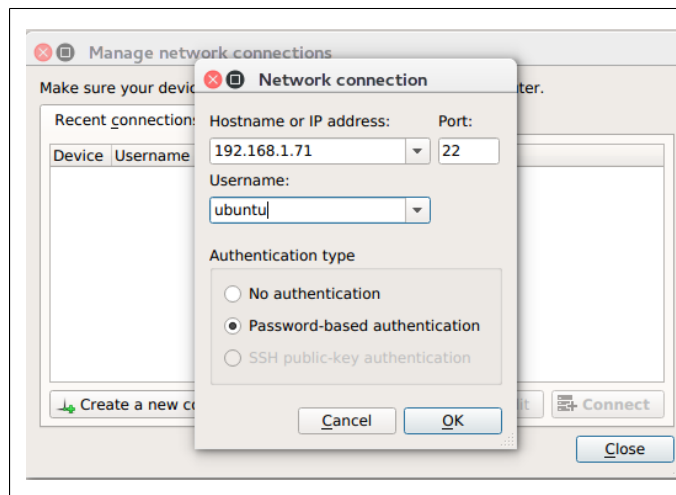 Manage network connections
Make sure your devic
ter.
Recent connection
Device Username
Create a new co
it
Connect
Close
Network connection
Hostname or IP address: Port:
192.168.1.71 22
Username:
ubuntu
Authentication type
No authentication
Password-based authentication
SSH public-key authentication
Cancel OK